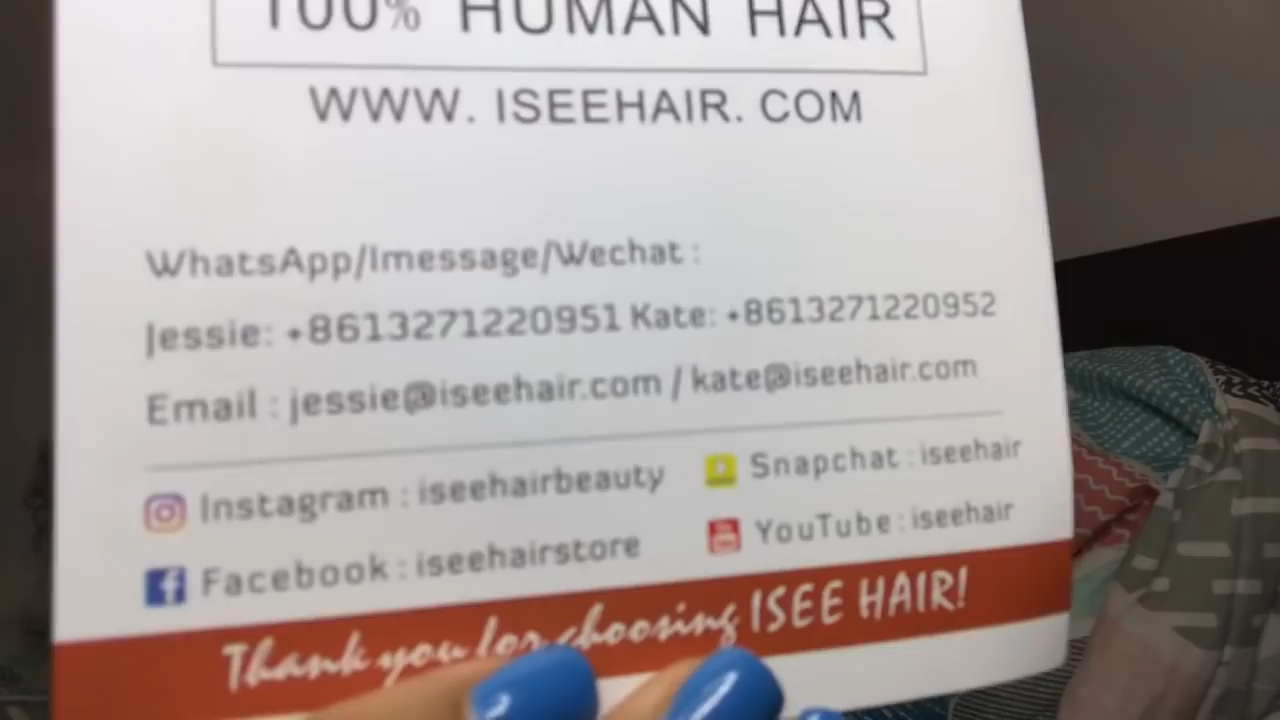 100% HUMAN HAIR
WWW. ISEEHAIR. COM
WhatsApp/Imessage/Wechat :
Jessie: +8613271220951 Kate: +8613271220952
Email : jessie@iseehair.com / kate@iseehair.com
Instagram : iseehairbeauty Snapchat : iseehair
Facebook : iseehairstore YouTube : iseehair
Thank you for choosing ISEE HAIR!